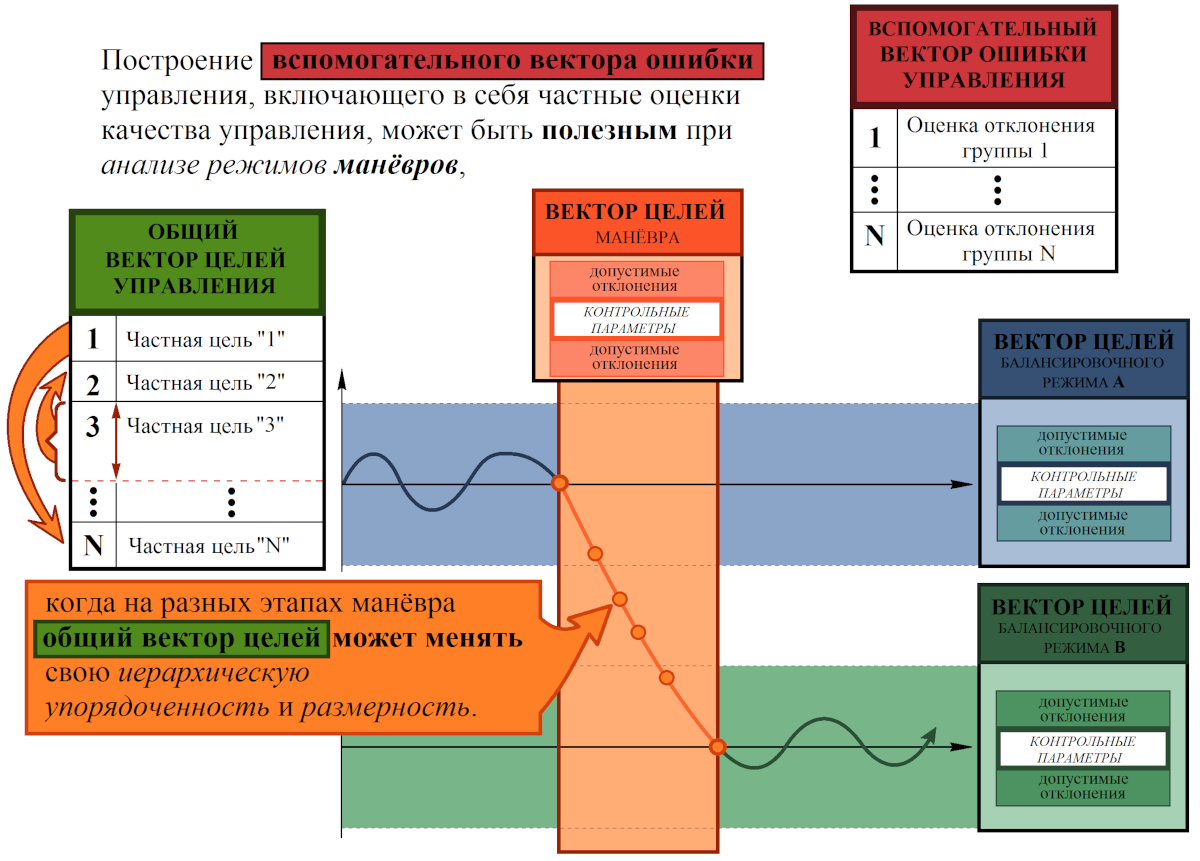 Построение вспомогательного вектора ошибки
управления, включающего в себя частные оценки
качества управления, может быть полезным при
анализе режимов манёвров,
ВСПОМОГАТЕЛЬНЫЙ
ВЕКТОР ОШИБКИ
УПРАВЛЕНИЯ
1 Оценка отклонения
группы 1
N Оценка отклонения
группы N
ОБЩИЙ
ВЕКТОР ЦЕЛЕЙ
УПРАВЛЕНИЯ
1 Частная цель "1"
2 Частная цель "2"
3 Частная цель "3"
N Частная цель "N"
ВЕКТОР ЦЕЛЕЙ
МАНЁВРА
допустимые
отклонения
КОНТРОЛЬНЫЕ
ПАРАМЕТРЫ
допустимые
отклонения
ВЕКТОР ЦЕЛЕЙ
БАЛАНСИРОВОЧНОГО
РЕЖИМА А
допустимые
отклонения
КОНТРОЛЬНЫЕ
ПАРАМЕТРЫ
допустимые
отклонения
когда на разных этапах манёвра
общий вектор целей может менять
свою иерархическую
упорядоченность и размерность.
ВЕКТОР ЦЕЛЕЙ
БАЛАНСИРОВОЧНОГО
РЕЖИМА В
допустимые
отклонения
КОНТРОЛЬНЫЕ
ПАРАМЕТРЫ
допустимые
отклонения